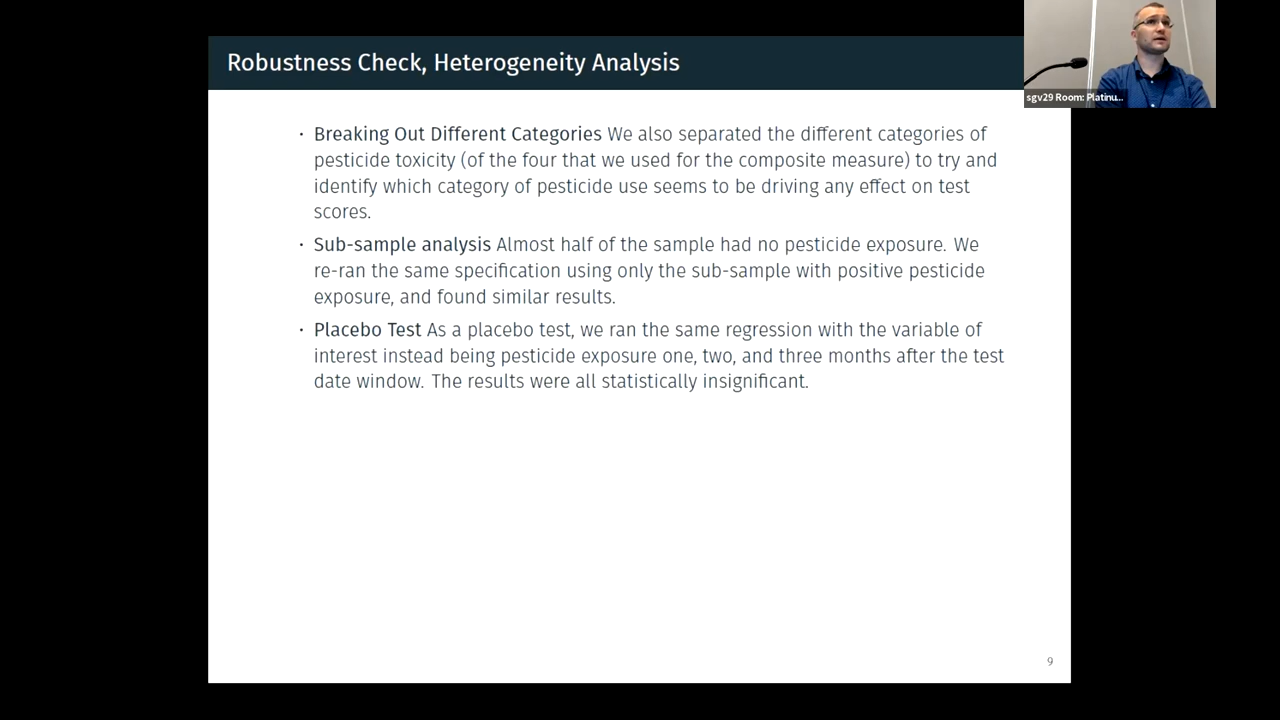 Robustness Check, Heterogeneity Analysis
sgv29 Room: Platinu...
· Breaking Out Different Categories We also separated the different categories of
pesticide toxicity (of the four that we used for the composite measure) to try and
identify which category of pesticide use seems to be driving any effect on test
scores.
· Sub-sample analysis Almost half of the sample had no pesticide exposure. We
re-ran the same specification using only the sub-sample with positive pesticide
exposure, and found similar results.
· Placebo Test As a placebo test, we ran the same regression with the variable of
interest instead being pesticide exposure one, two, and three months after the test
date window. The results were all statistically insignificant.
9